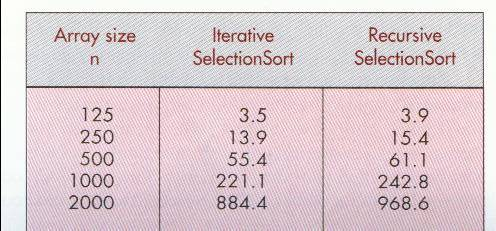 Array size Iterative Recursive
n SelectionSort SelectionSort
125 3.5 3.9
250 13.9 15.4
500 55.4 61.1
1000 221.1 242.8
2000 884.4 968.6